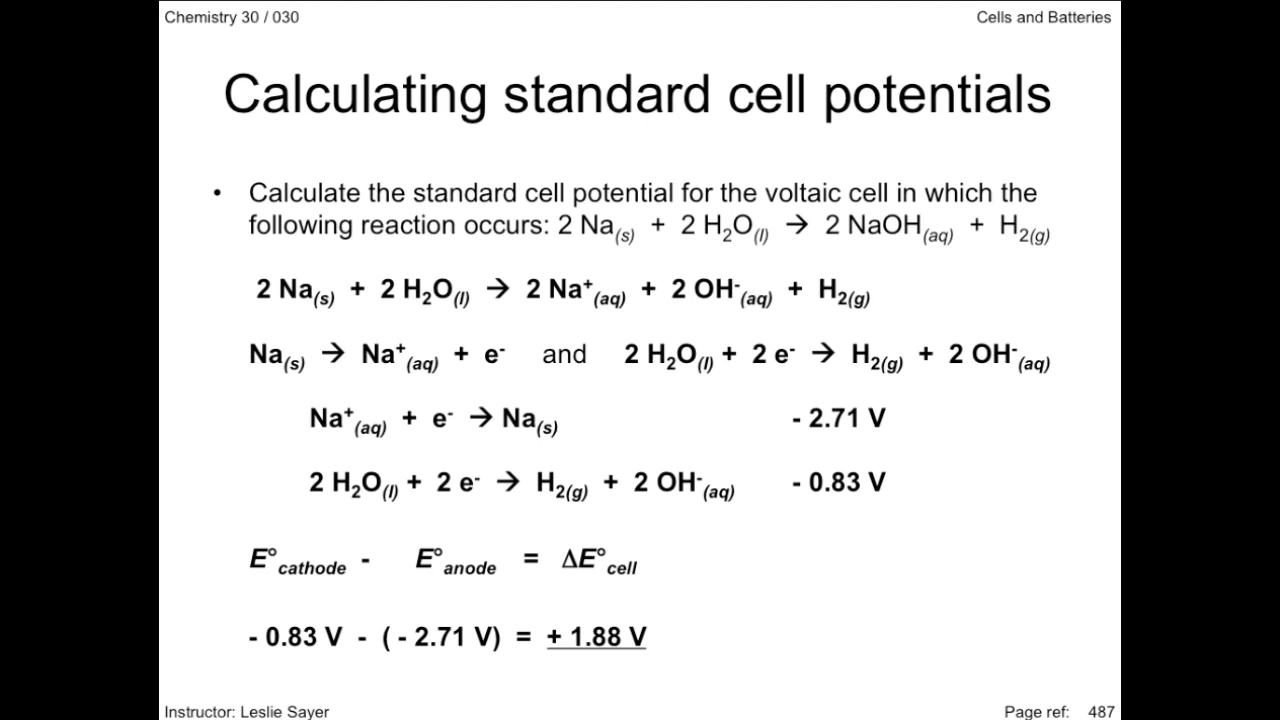 Chemistry 30 / 030
Cells and Batteries
Calculating standard cell potentials
• Calculate the standard cell potential for the voltaic cell in which the
following reaction occurs: 2 Na(s) + 2 H2O(l) → 2 NaOH(aq) + H2(g)
2 Na(s) + 2 H2O(l) → 2 Na+(aq) + 2 OH-(aq) + H2(g)
Na(s) → Na+(aq) + e- and 2 H2O(l) + 2 e- → H2(g) + 2 OH-(aq)
Na+(aq) + e- → Na(s) - 2.71 V
2 H2O(l) + 2 e- → H2(g) + 2 OH-(aq) - 0.83 V
E°cathode - E°anode = ΔE°cell
- 0.83 V - ( - 2.71 V) = + 1.88 V
Instructor: Leslie Sayer
Page ref: 487